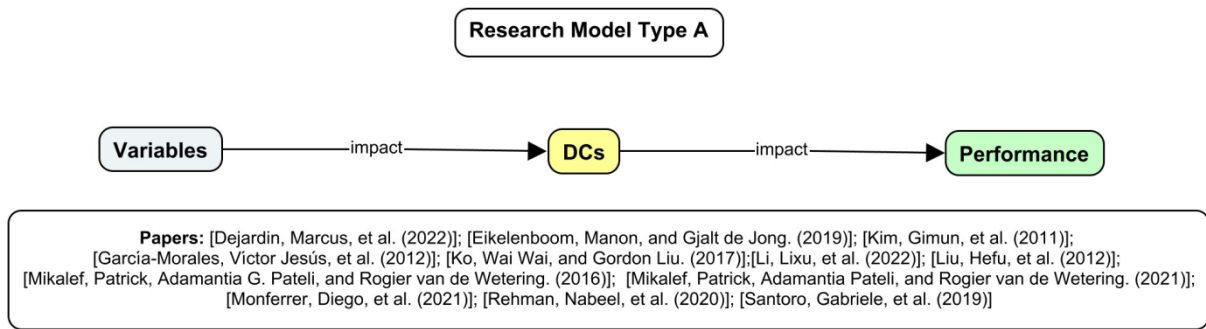 Research Model Type A
Variables
impact
DCs
impact
Performance
Papers: [Dejardin, Marcus, et al. (2022)]; [Eikelenboom, Manon, and Gjalt de Jong. (2019)]; [Kim, Gimun, et al. (2011)];
[García-Morales, Víctor Jesús, et al. (2012)]; [Ko, Wai Wai, and Gordon Liu. (2017)];[Li, Lixu, et al. (2022)]; [Liu, Hefu, et al. (2012)];
[Mikalef, Patrick, Adamantia G. Pateli, and Rogier van de Wetering. (2016)]; [Mikalef, Patrick, Adamantia Pateli, and Rogier van de Wetering. (2021)];
[Monferrer, Diego, et al. (2021)]; [Rehman, Nabeel, et al. (2020)]; [Santoro, Gabriele, et al. (2019)]